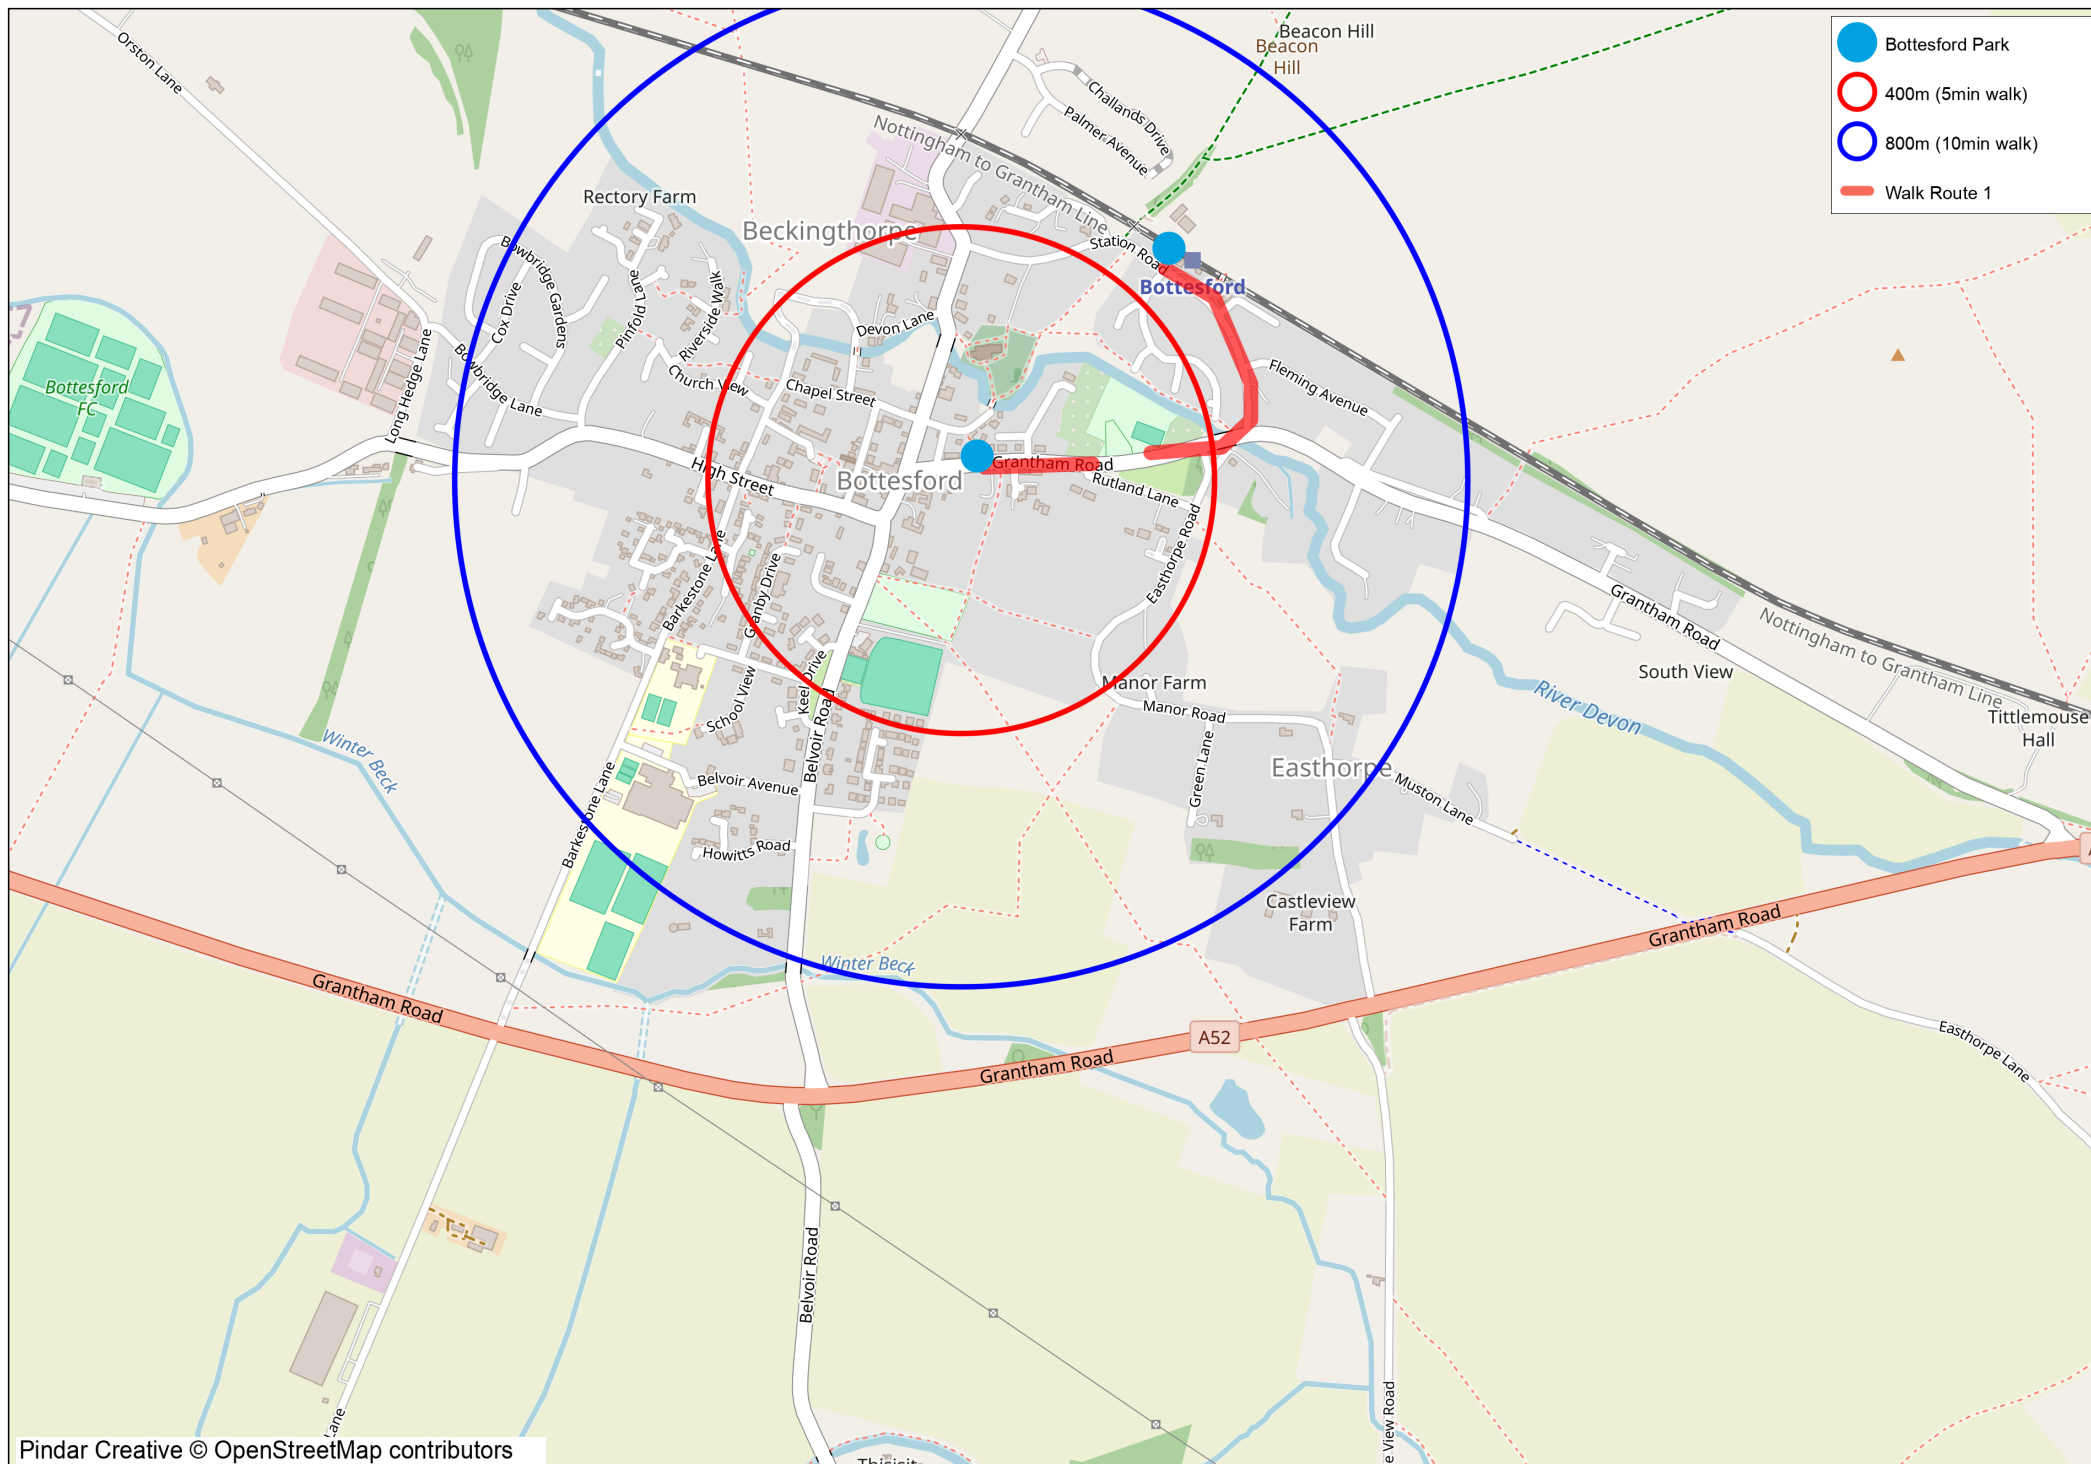 Orston Lane
Beacon Hill
Beacon
Hill
Bottesford Park
400m (5min walk)
800m (10min walk)
Walk Route 1
Challands Drive
Palmer Avenue
Nottingham to Grantham Line
Rectory Farm
Beckingthorpe
Station Road
Bottesford
Bowbridge Gardens
Cox Drive
Pinfold Lane
Riverside Walk
Devon Lane
Bottesford
FC
Long Hedge Lane
Bowbridge Lane
Church View
Chapel Street
Fleming Avenue
High Street
Bottesford
Grantham Road
Rutland Lane
Easthorpe Road
Barkestone Lane
Granby Drive
Grantham Road
Nottingham to Grantham Line
South View
River Devon
Tittlemouse
Hall
Manor Farm
Manor Road
Green Lane
Easthorpe
Muston Lane
Keel Drive
School View
Belvoir Road
Belvoir Avenue
Howitts Road
Barkestone Lane
Winter Beck
Castleview
Farm
Grantham Road
Winter Beck
Grantham Road
A52
Grantham Road
Easthorpe Lane
Belvoir Road
Lane
e View Road
Pindar Creative © OpenStreetMap contributors